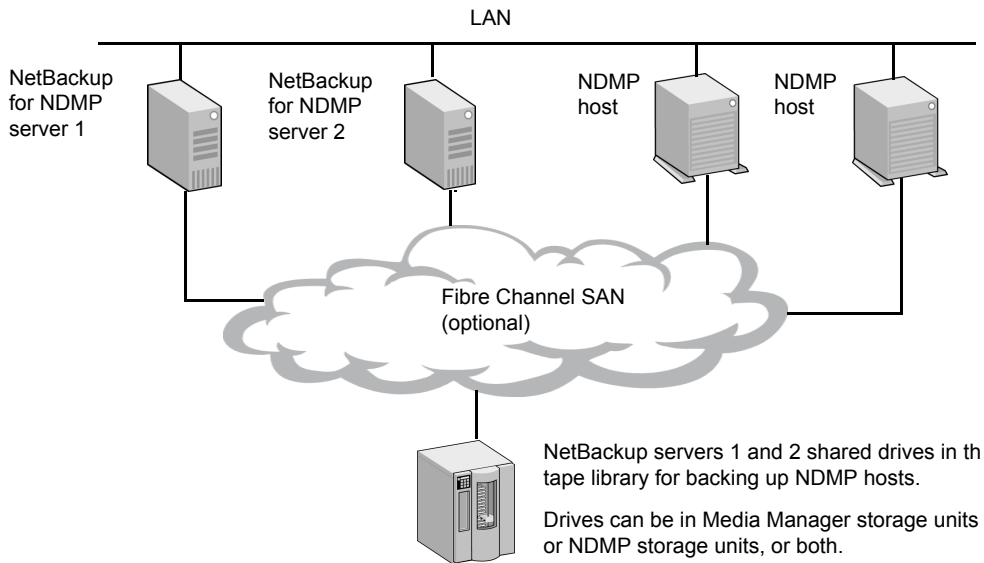 LAN
NetBackup
for NDMP
server 1
NetBackup
for NDMP
server 2
NDMP
host
NDMP
host
Fibre Channel SAN
(optional)
NetBackup servers 1 and 2 shared drives in th
tape library for backing up NDMP hosts.
Drives can be in Media Manager storage units
or NDMP storage units, or both.